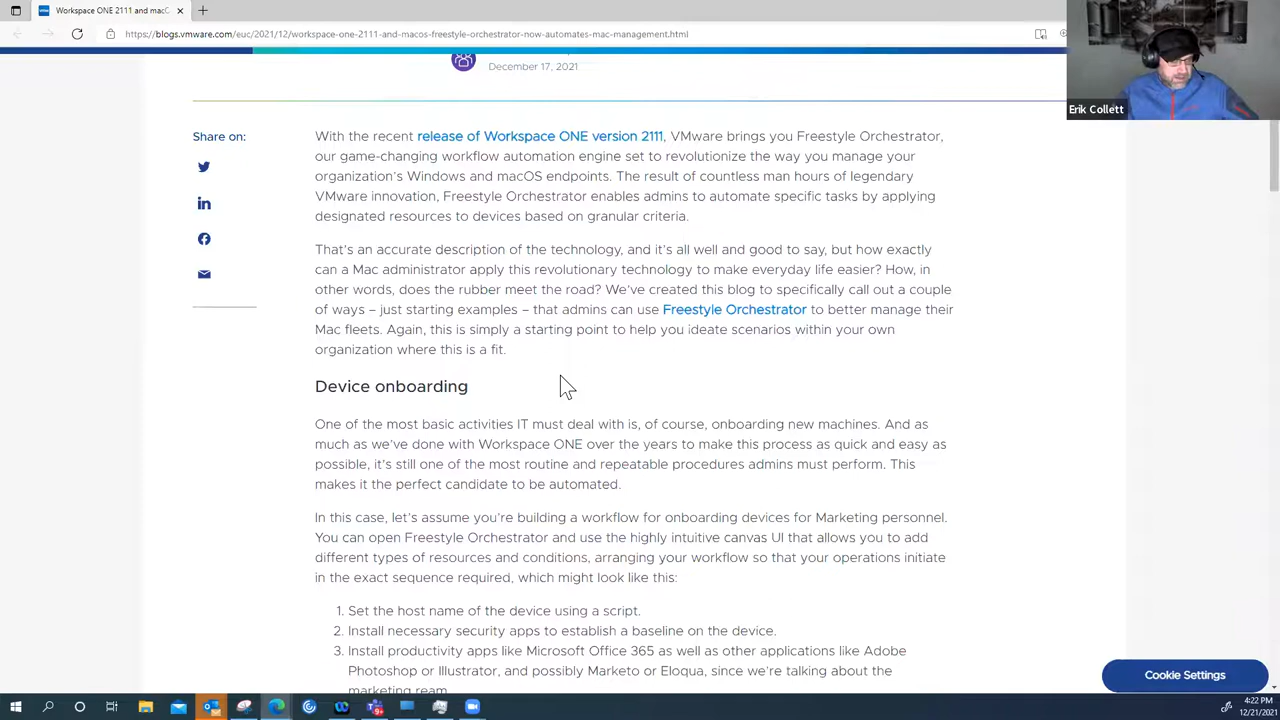 Workspace ONE 2111 and mac
https://blogs.vmware.com/euc/2021/12/workspace-one-2111-and-macos-freestyle-orchestrator-now-automates-mac-management.html
Erik Collett
December 17, 2021
Share on:
With the recent release of Workspace ONE version 2111, VMware brings you Freestyle Orchestrator,
our game-changing workflow automation engine set to revolutionize the way you manage your
organization's Windows and macOS endpoints. The result of countless man hours of legendary
VMware innovation, Freestyle Orchestrator enables admins to automate specific tasks by applying
designated resources to devices based on granular criteria.
That's an accurate description of the technology, and it's all well and good to say, but how exactly
can a Mac administrator apply this revolutionary technology to make everyday life easier? How, in
other words, does the rubber meet the road? We've created this blog to specifically call out a couple
of ways – just starting examples – that admins can use Freestyle Orchestrator to better manage their
Mac fleets. Again, this is simply a starting point to help you ideate scenarios within your own
organization where this is a fit.
Device onboarding
One of the most basic activities IT must deal with is, of course, onboarding new machines. And as
much as we've done with Workspace ONE over the years to make this process as quick and easy as
possible, it's still one of the most routine and repeatable procedures admins must perform. This
makes it the perfect candidate to be automated.
In this case, let's assume you're building a workflow for onboarding devices for Marketing personnel.
You can open Freestyle Orchestrator and use the highly intuitive canvas UI that allows you to add
different types of resources and conditions, arranging your workflow so that your operations initiate
in the exact sequence required, which might look like this:
1. Set the host name of the device using a script.
2. Install necessary security apps to establish a baseline on the device.
3. Install productivity apps like Microsoft Office 365 as well as other applications like Adobe
Photoshop or Illustrator, and possibly Marketo or Eloqua, since we're talking about the
marketing team
Cookie Settings
4:22 PM
12/21/2021